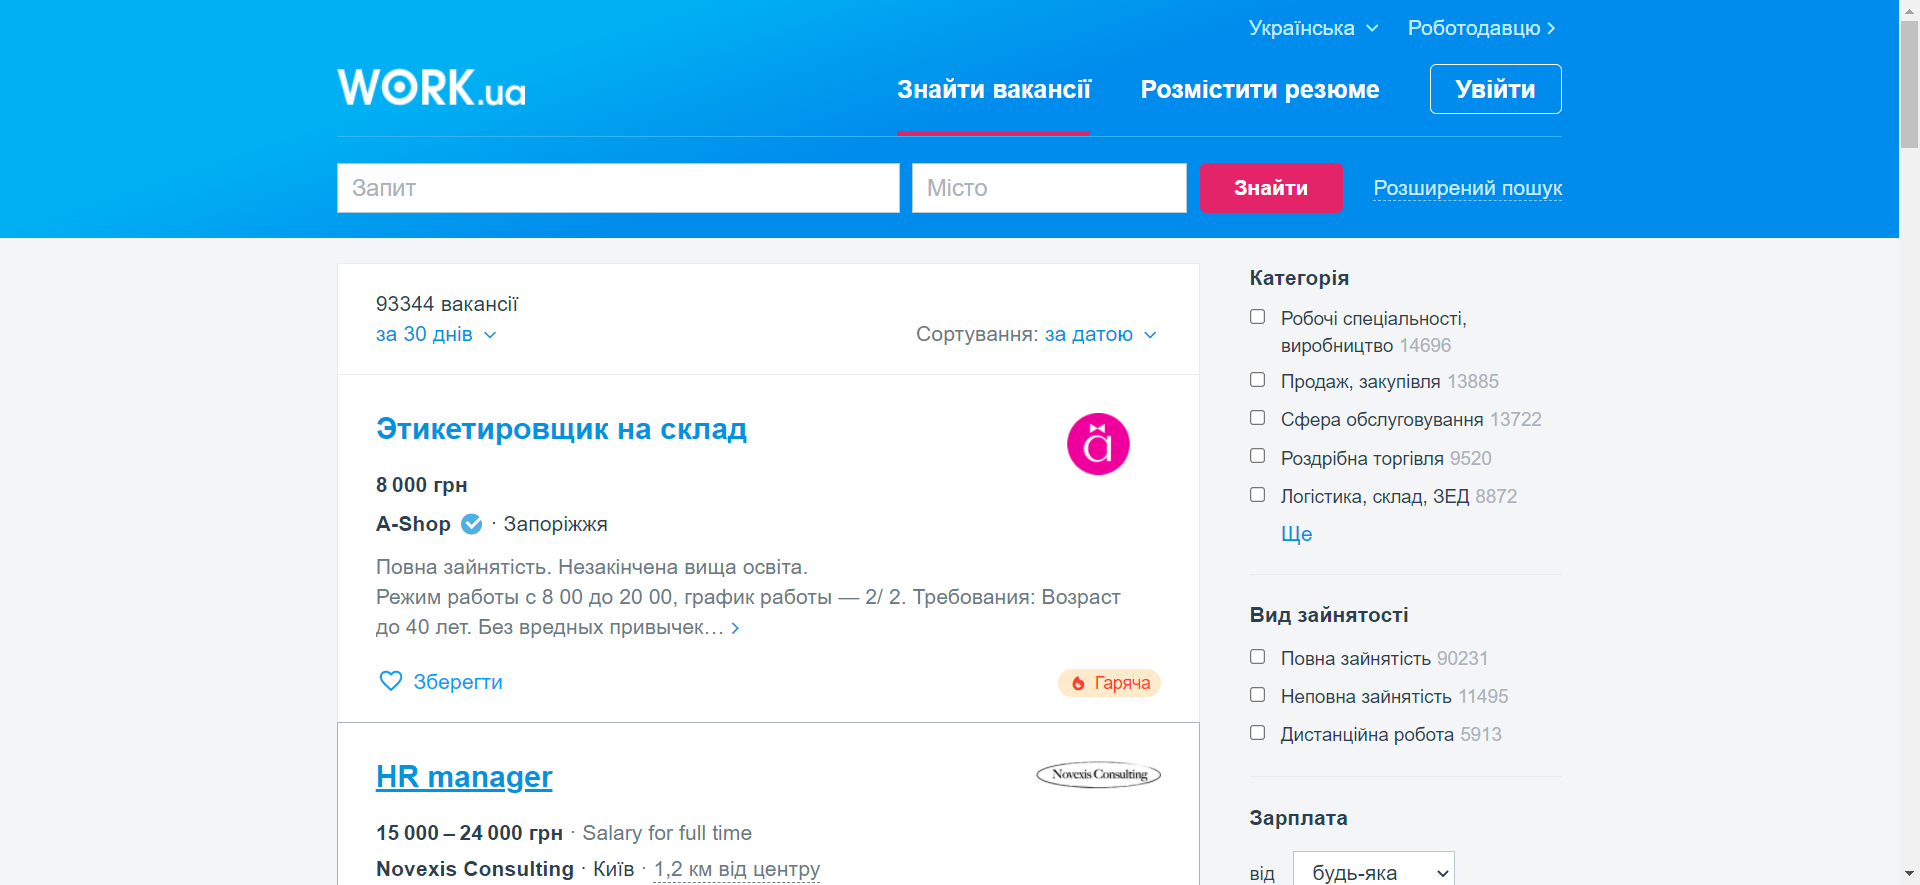 Українська
Роботодавцю
WORK.ua
Знайти вакансії
Розмістити резюме
Увійти
Запит
Місто
Знайти
Розширений пошук
93344 вакансії
за 30 днів
Сортування: за датою
Этикетировщик на склад
ă
8 000 грн
A-Shop · Запоріжжя
Повна зайнятість. Незакінчена вища освіта.
Режим работы с 8 00 до 20 00, график работы — 2/ 2. Требования: Возраст
до 40 лет. Без вредных привычек…
Зберегти
Гаряча
HR manager
Novexis Consulting
15 000 – 24 000 грн · Salary for full time
Novexis Consulting · Київ · 1,2 км від центру
Категорія
Робочі спеціальності,
виробництво 14696
Продаж, закупівля 13885
Сфера обслуговування 13722
Роздрібна торгівля 9520
Логістика, склад, ЗЕД 8872
Ще
Вид зайнятості
Повна зайнятість 90231
Неповна зайнятість 11495
Дистанційна робота 5913
Зарплата
від будь-яка